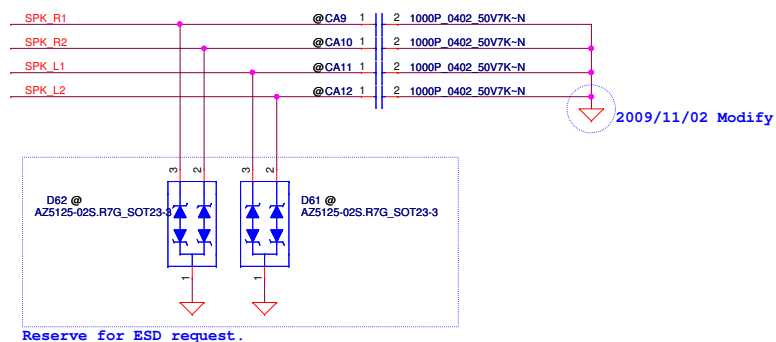 SPK_R1 @CA9 1 2 1000P_0402_50V7K~N
SPK_R2 @CA10 1 2 1000P_0402_50V7K~N
SPK_L1 @CA11 1 2 1000P_0402_50V7K~N
SPK_L2 @CA12 1 2 1000P_0402_50V7K~N
2009/11/02 Modify
3 2 3 2
D62 @
AZ5125-02S.R7G_SOT23-3
D61 @
AZ5125-02S.R7G_SOT23-3
1 1
Reserve for ESD request.